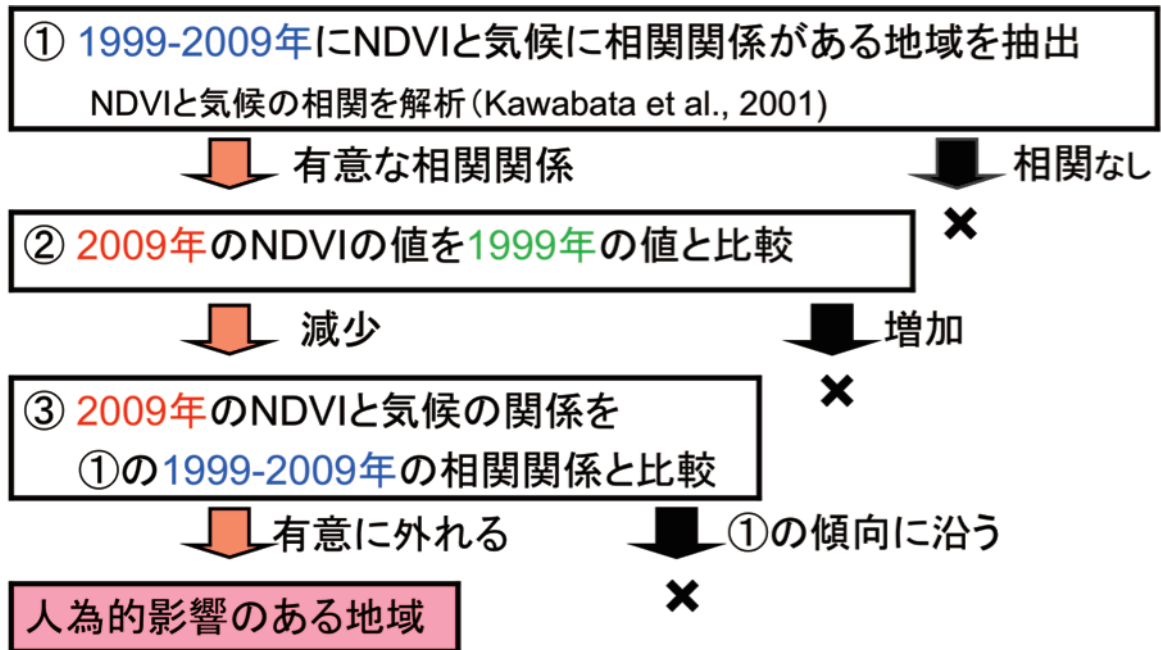 ① 1999-2009年にNDVIと気候に相関関係がある地域を抽出
NDVIと気候の相関を解析(Kawabata et al., 2001)
有意な相関関係
相関なし
② 2009年のNDVIの値を1999年の値と比較
減少
増加
③ 2009年のNDVIと気候の関係を
①の1999-2009年の相関関係と比較
有意に外れる
①の傾向に沿う
人為的影響のある地域